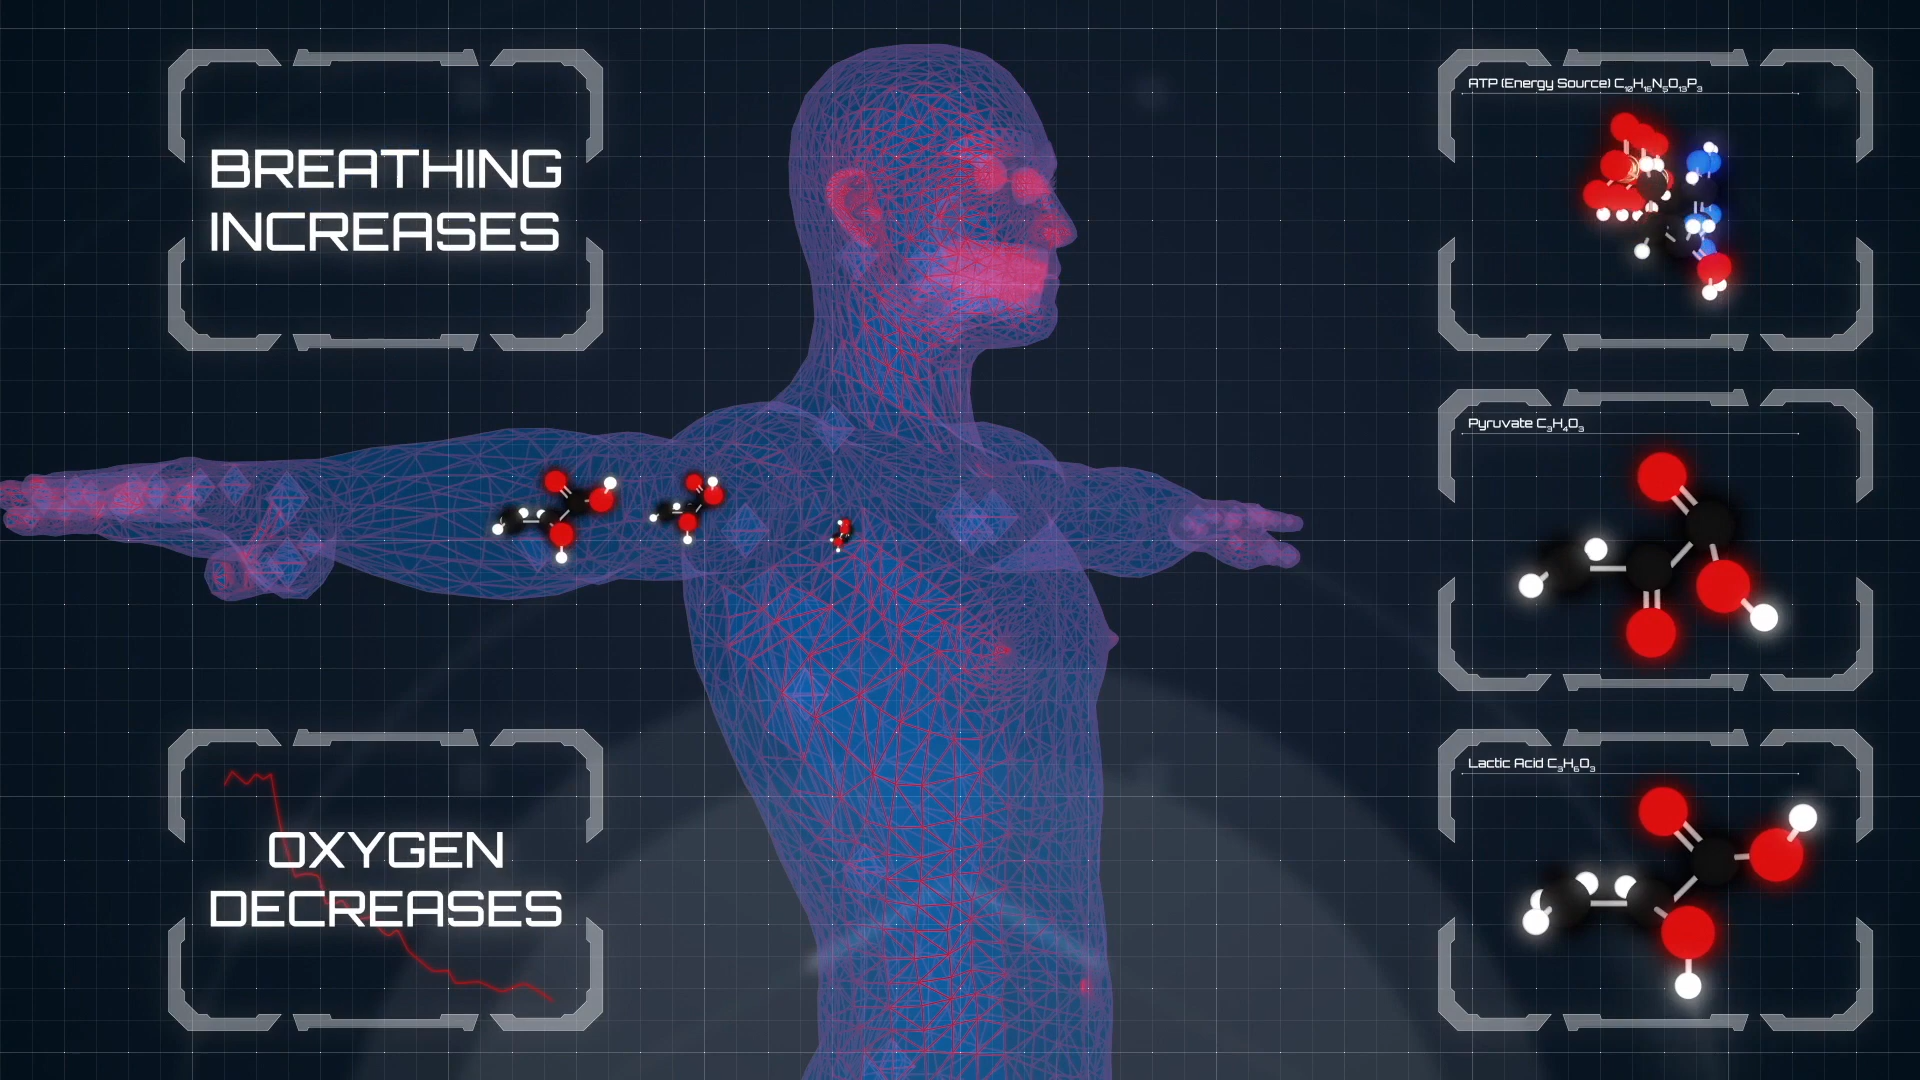 BREATHING
INCREASES
OXYGEN
DECREASES
ATP (Energy Source) C₁₀H₁₆N₅O₁₃P₃
Pyruvate C₃H₄O₃
Lactic Acid C₃H₆O₃